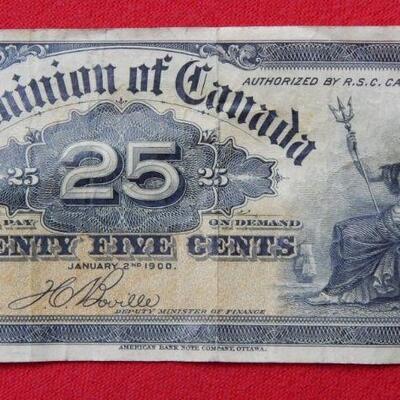 minion of Canada
AUTHORIZED BY R.S.C. CA
25 25 25
PAY ON DEMAND
ENTY FIVE CENTS
JANUARY 2ND 1900.
H C Boville
DEPUTY MINISTER OF FINANCE
AMERICAN BANK NOTE COMPANY, OTTAWA.